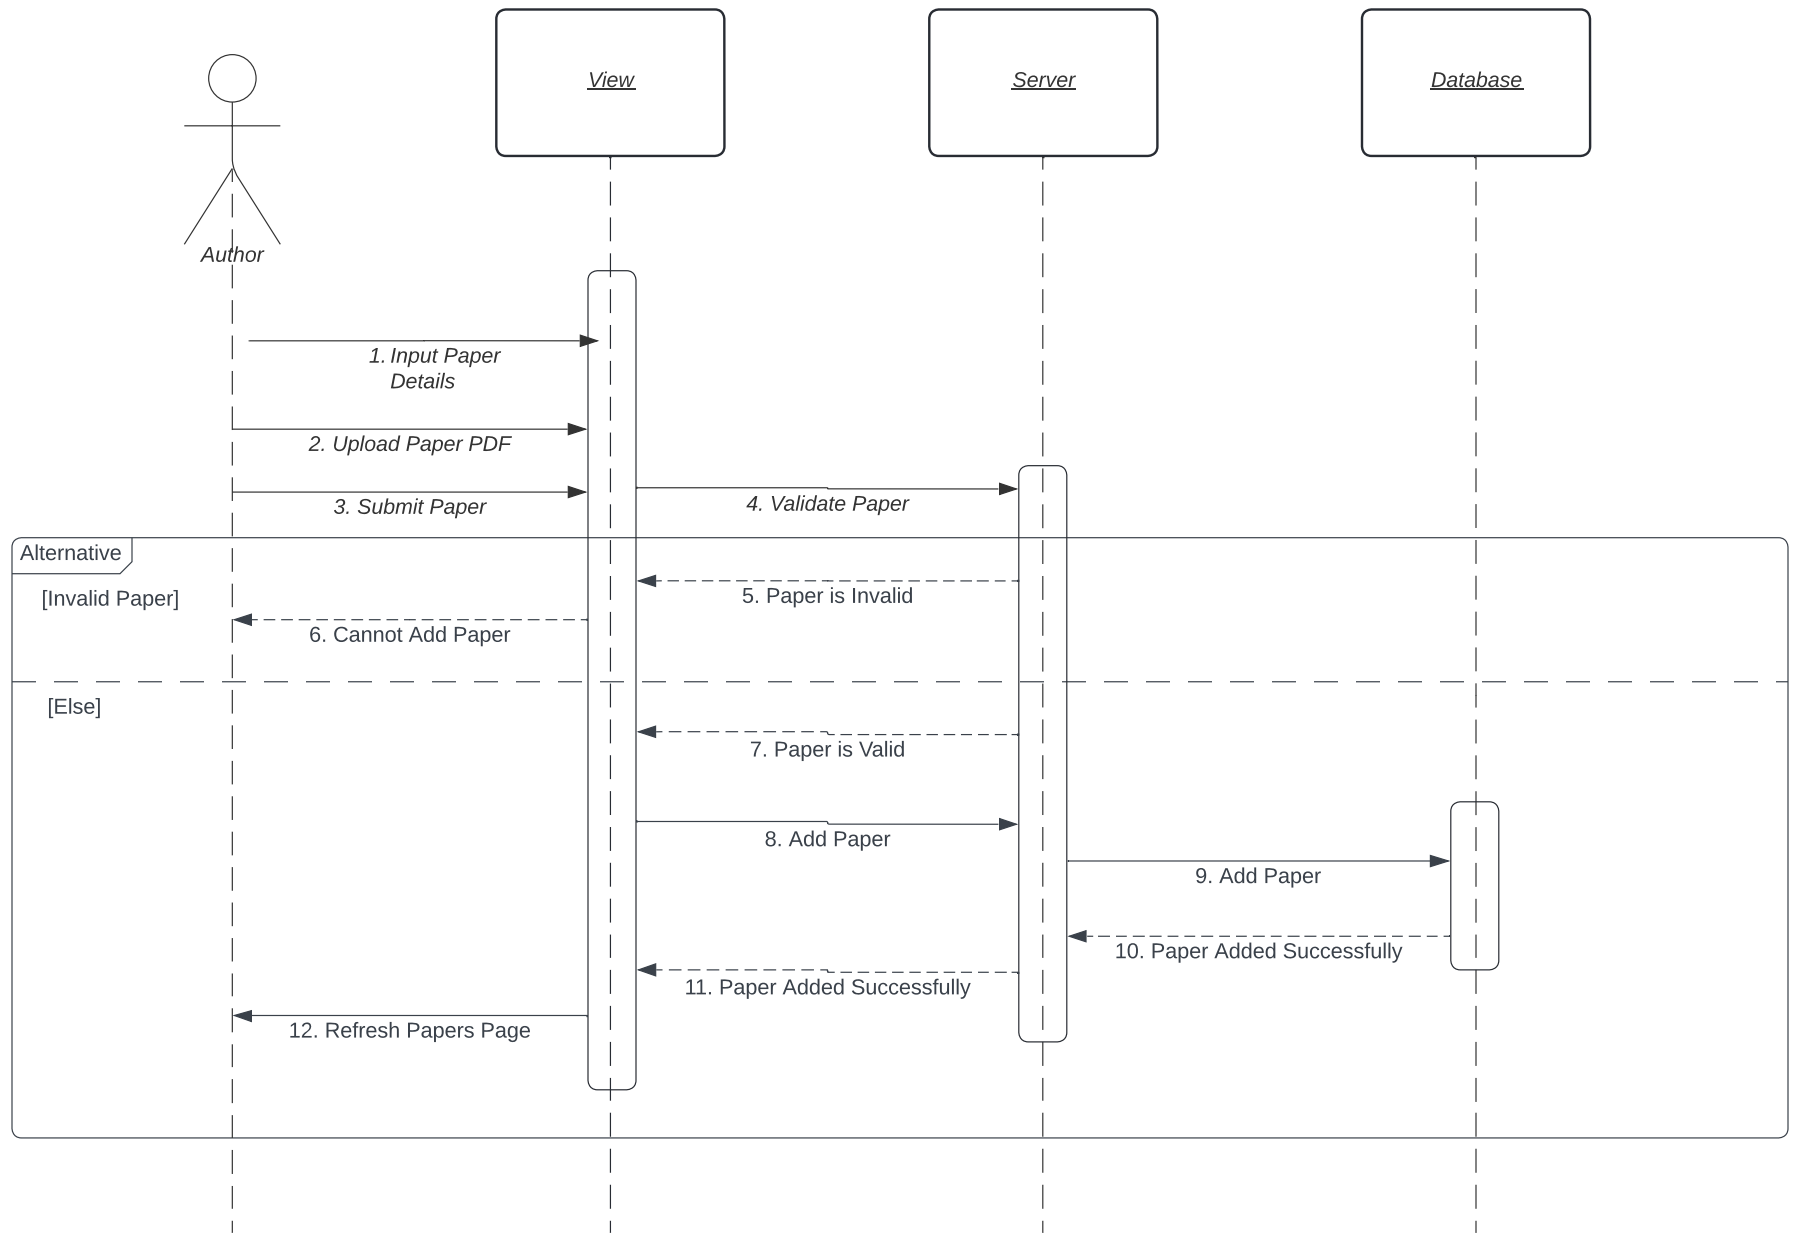 View
Server
Database
Author
1. Input Paper
Details
2. Upload Paper PDF
3. Submit Paper
4. Validate Paper
Alternative
[Invalid Paper]
5. Paper is Invalid
6. Cannot Add Paper
[Else]
7. Paper is Valid
8. Add Paper
9. Add Paper
10. Paper Added Successfully
11. Paper Added Successfully
12. Refresh Papers Page